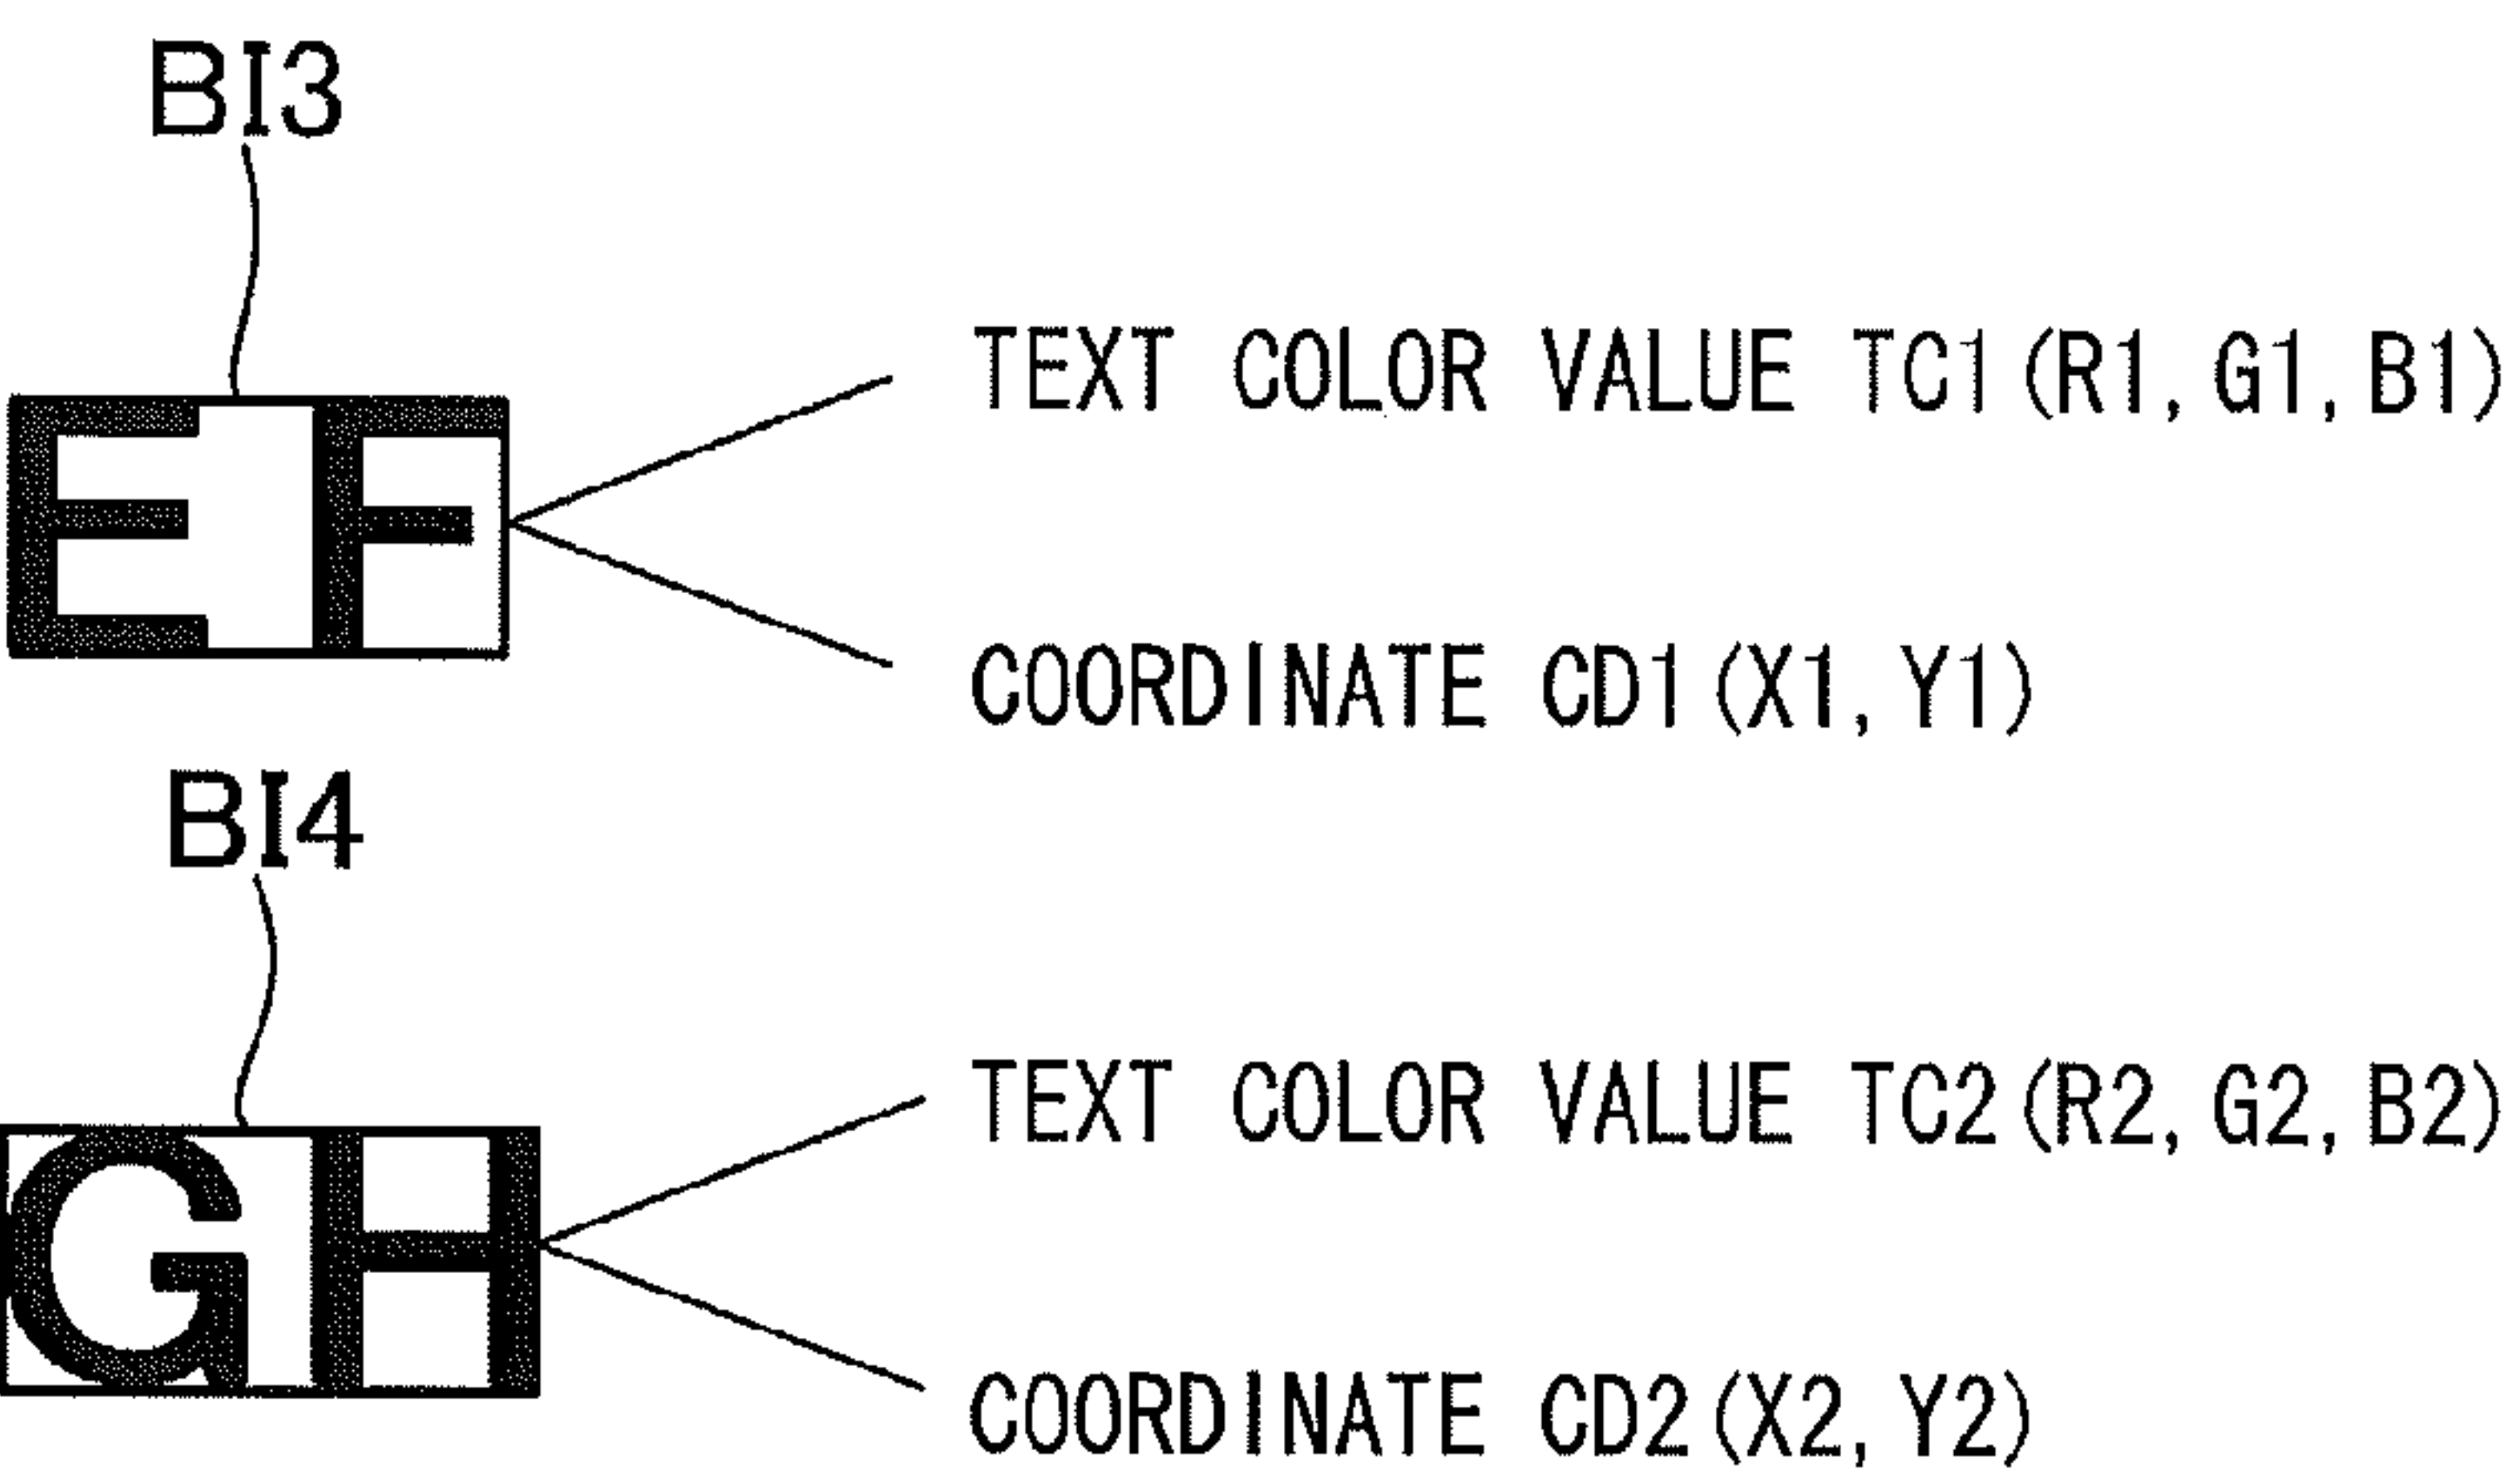 BI3
TEXT COLOR VALUE TC1(R1, G1, B1)
EF
COORDINATE CD1(X1, Y1)
BI4
TEXT COLOR VALUE TC2(R2, G2, B2)
GH
COORDINATE CD2(X2, Y2)